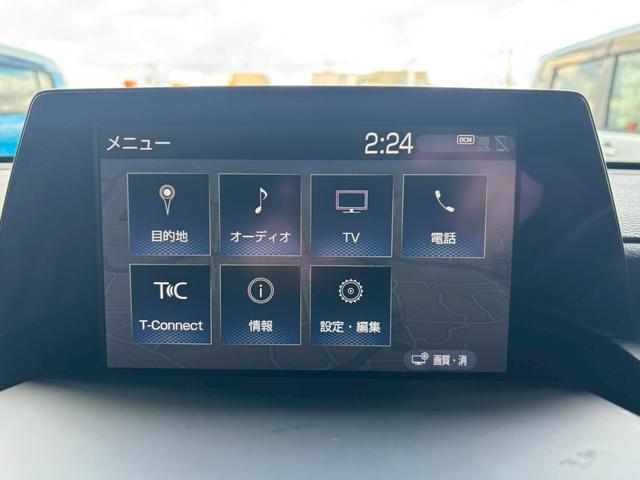 メニュー
2:24
DCM
目的地
オーディオ
TV
電話
T C
T-Connect
情報
設定・編集
画質・消